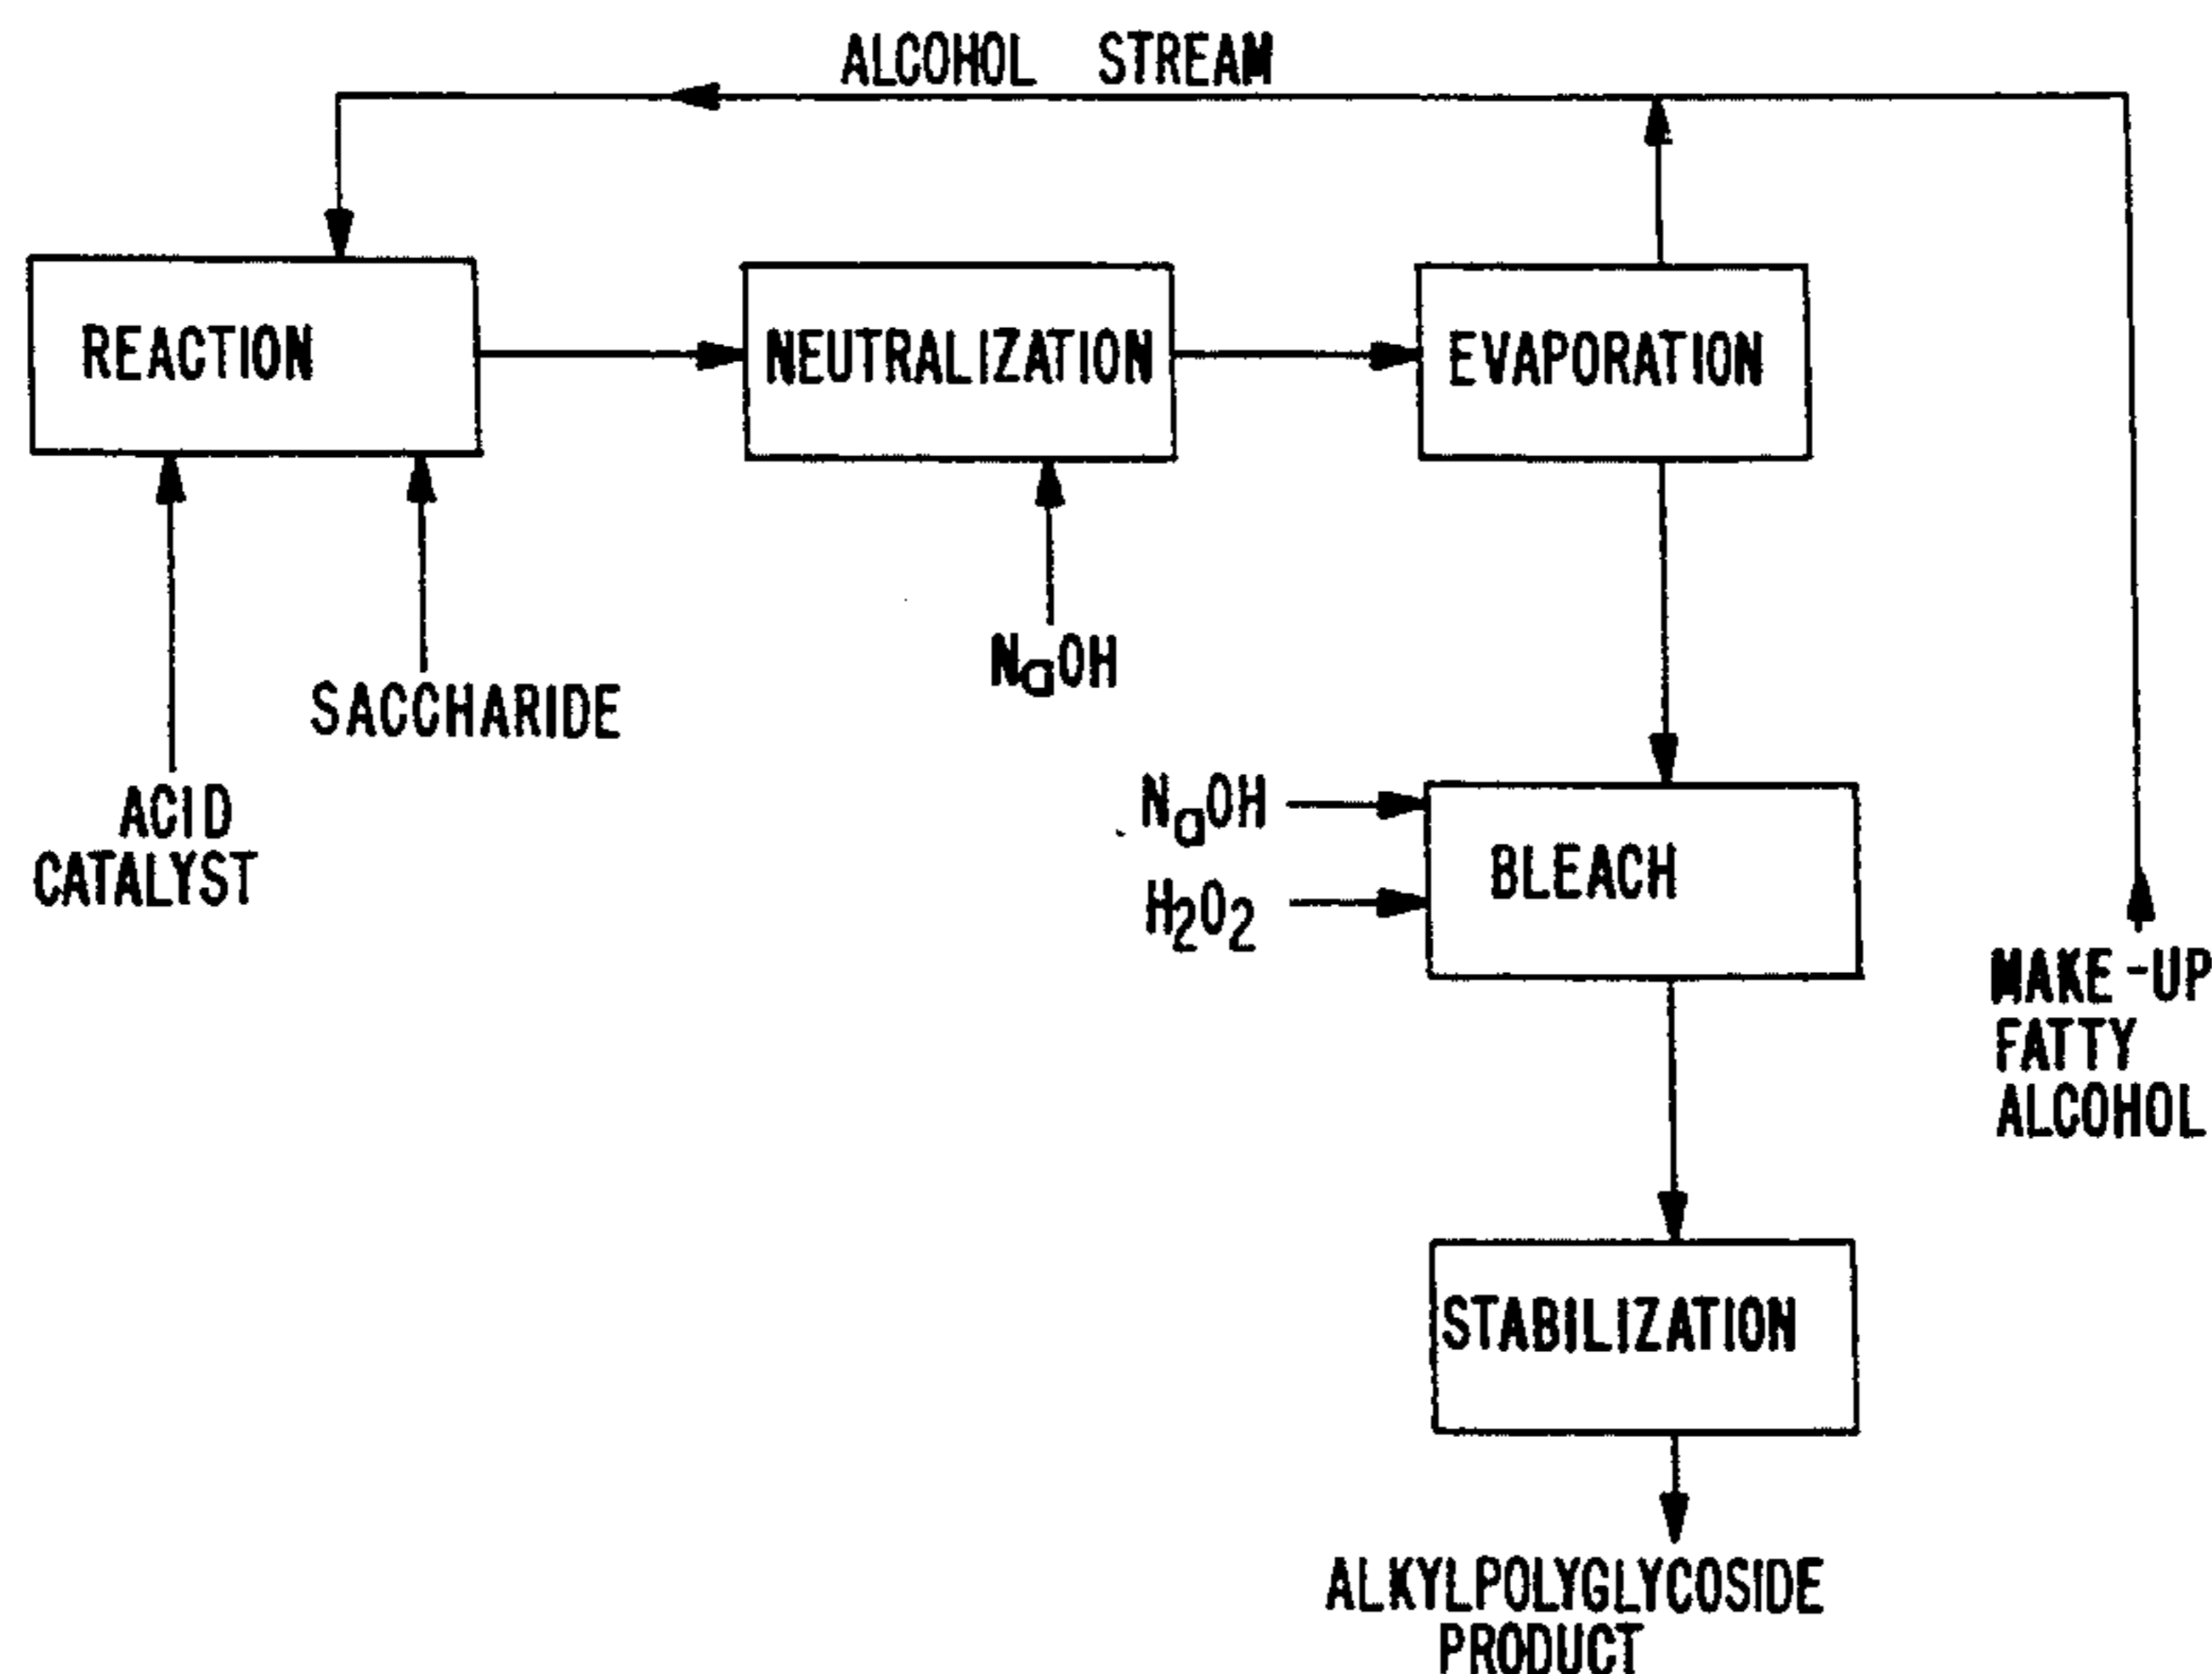 ALCOHOL STREAM
REACTION
NEUTRALIZATION
EVAPORATION
NaOH
SACCHARIDE
ACID
CATALYST
NaOH
H2O2
BLEACH
MAKE-UP
FATTY
ALCOHOL
STABILIZATION
ALKYLPOLYGLYCOSIDE
PRODUCT